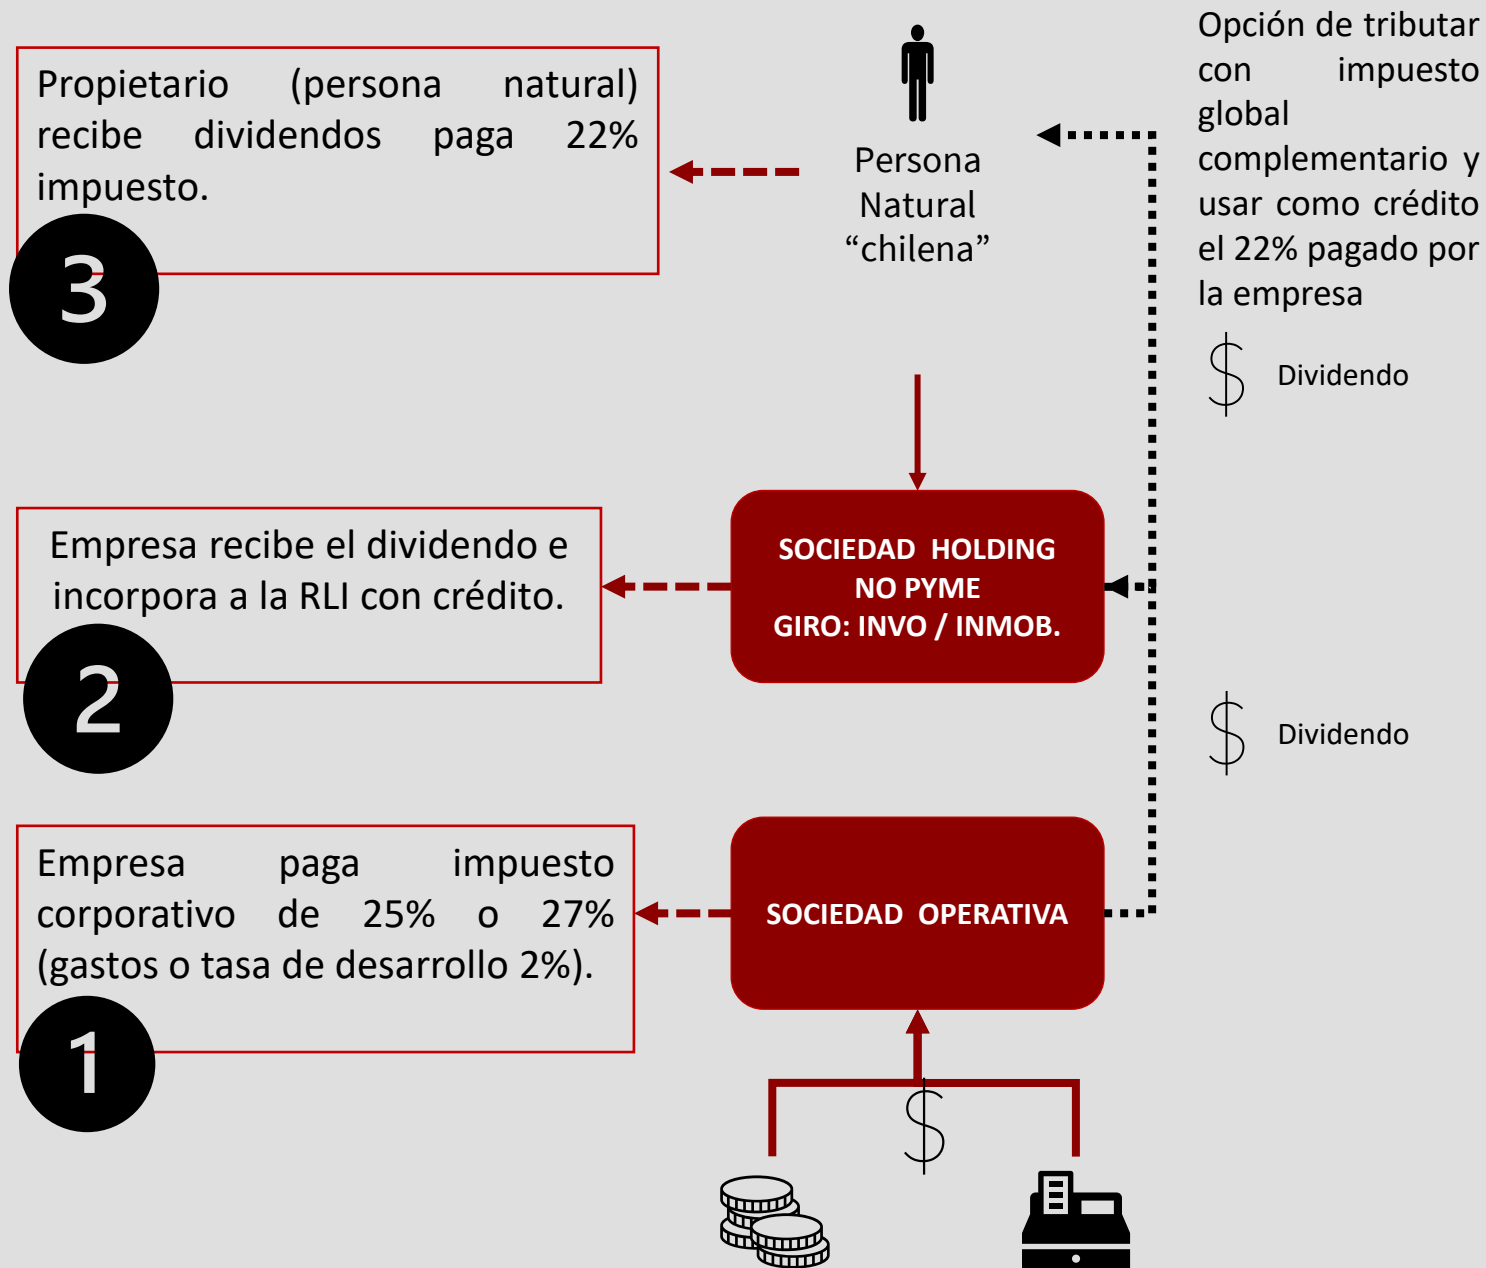 Propietario (persona natural)
recibe dividendos paga 22%
impuesto.
3
Persona
Natural
“chilena”
Opción de tributar
con impuesto
global
complementario y
usar como crédito
el 22% pagado por
la empresa
$ Dividendo
Empresa recibe el dividendo e
incorpora a la RLI con crédito.
2
SOCIEDAD HOLDING
NO PYME
GIRO: INVO / INMOB.
$ Dividendo
Empresa paga impuesto
corporativo de 25% o 27%
(gastos o tasa de desarrollo 2%).
1
SOCIEDAD OPERATIVA
$